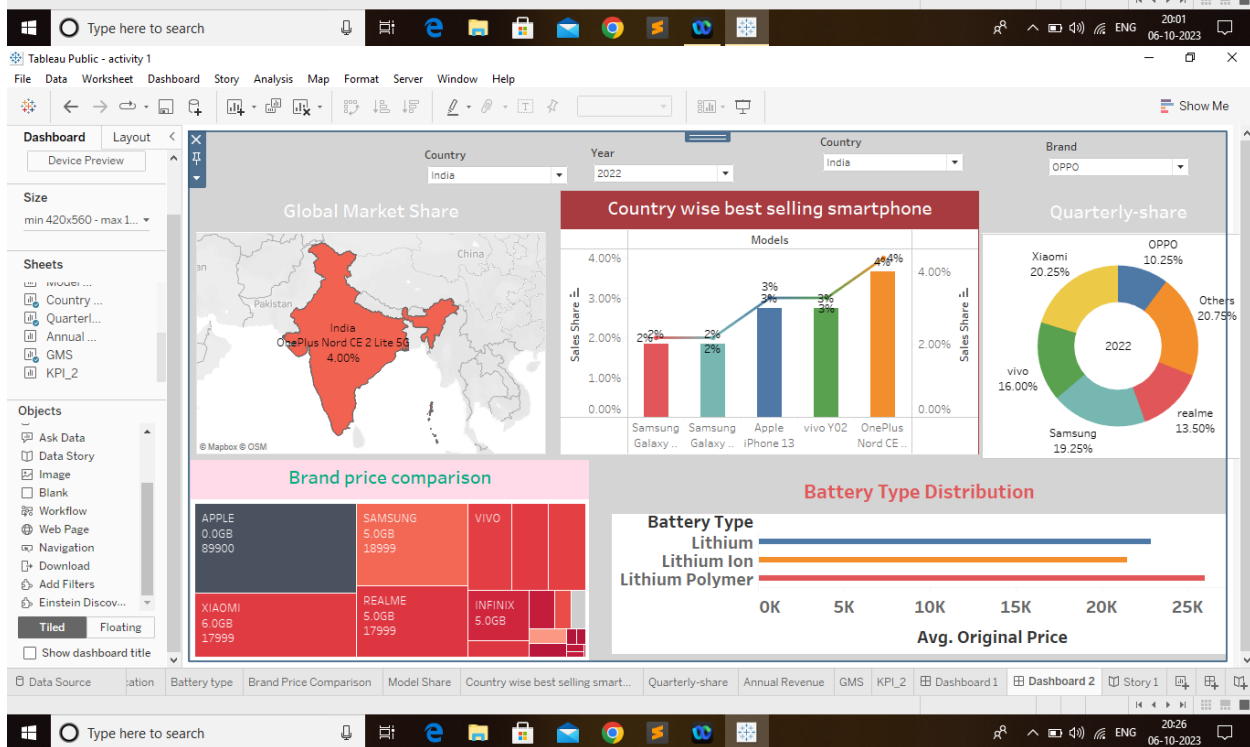 Type here to search
ENG
20:01
06-10-2023
Tableau Public - activity 1
File Data Worksheet Dashboard Story Analysis Map Format Server Window Help
Show Me
Dashboard Layout
Device Preview
Size
min 420x560 - max 1...
Sheets
Country ...
Quarterl...
Annual ...
GMS
KPI_2
Objects
Ask Data
Data Story
Image
Blank
Workflow
Web Page
Navigation
Download
Add Filters
Einstein Discov...
Tiled Floating
Show dashboard title
Country
India
Year
2022
Country
India
Brand
OPPO
Global Market Share
China
Pakistan
India
OnePlus Nord CE 2 Lite 5G
4.00%
© Mapbox © OSM
Country wise best selling smartphone
Models
Sales Share
4.00%
3.00%
2.00%
1.00%
0.00%
2%
2%
2%
2%
3%
3%
3%
3%
4%
4%
4.00%
2.00%
0.00%
Sales Share
Samsung Galaxy ..
Samsung Galaxy ..
Apple iPhone 13
vivo Y02
OnePlus Nord CE ..
Quarterly-share
OPPO
10.25%
Others
20.75%
realme
13.50%
Samsung
19.25%
vivo
16.00%
Xiaomi
20.25%
2022
Brand price comparison
APPLE
0.0GB
89900
SAMSUNG
5.0GB
18999
VIVO
XIAOMI
6.0GB
17999
REALME
5.0GB
17999
INFINIX
5.0GB
Battery Type Distribution
Battery Type
Lithium
Lithium Ion
Lithium Polymer
0K 5K 10K 15K 20K 25K
Avg. Original Price
Data Source ation Battery type Brand Price Comparison Model Share Country wise best selling smart... Quarterly-share Annual Revenue GMS KPI_2 Dashboard 1 Dashboard 2 Story 1
Type here to search
ENG
20:26
06-10-2023